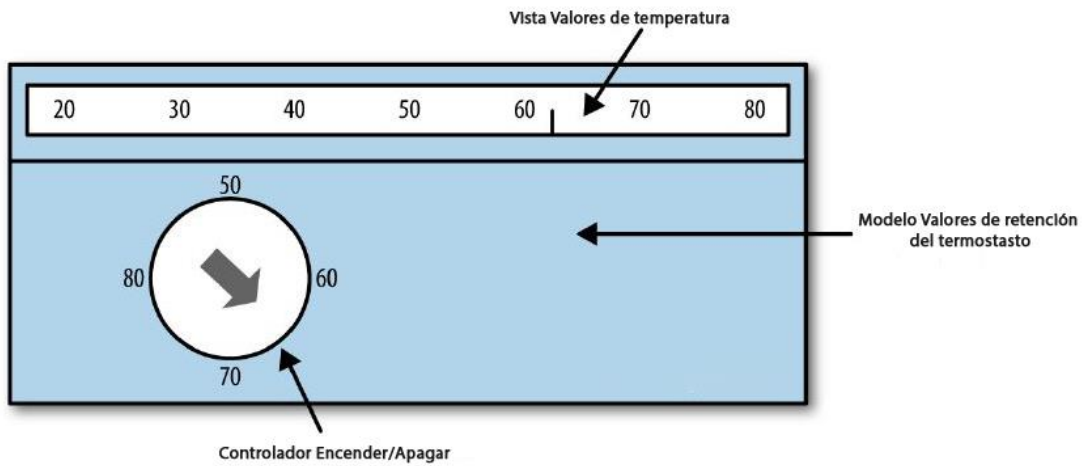 Vista Valores de temperatura
20 30 40 50 60 70 80
50
80 60
70
Modelo Valores de retención
del termostasto
Controlador Encender/Apagar